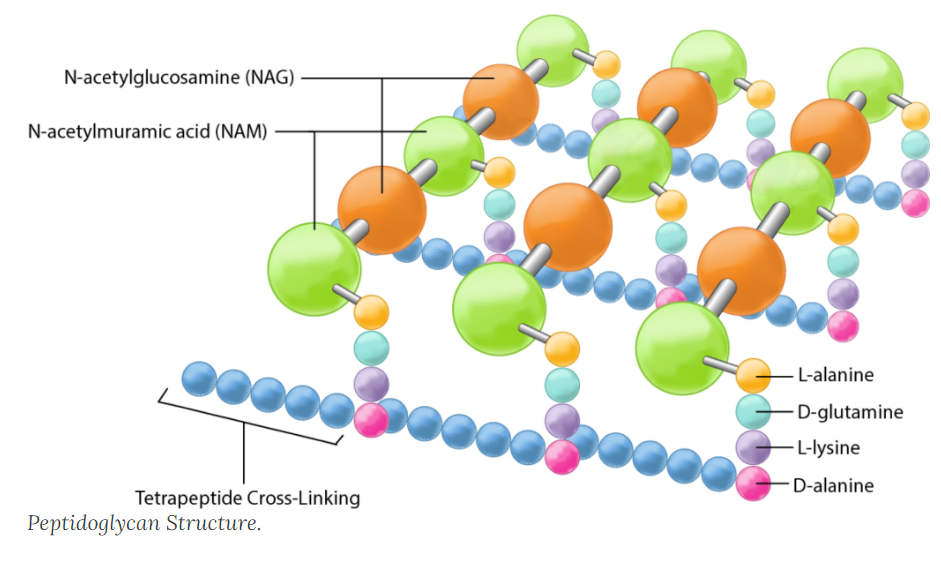 N-acetylglucosamine (NAG)
N-acetylmuramic acid (NAM)
L-alanine
D-glutamine
L-lysine
D-alanine
Tetrapeptide Cross-Linking
Peptidoglycan Structure.